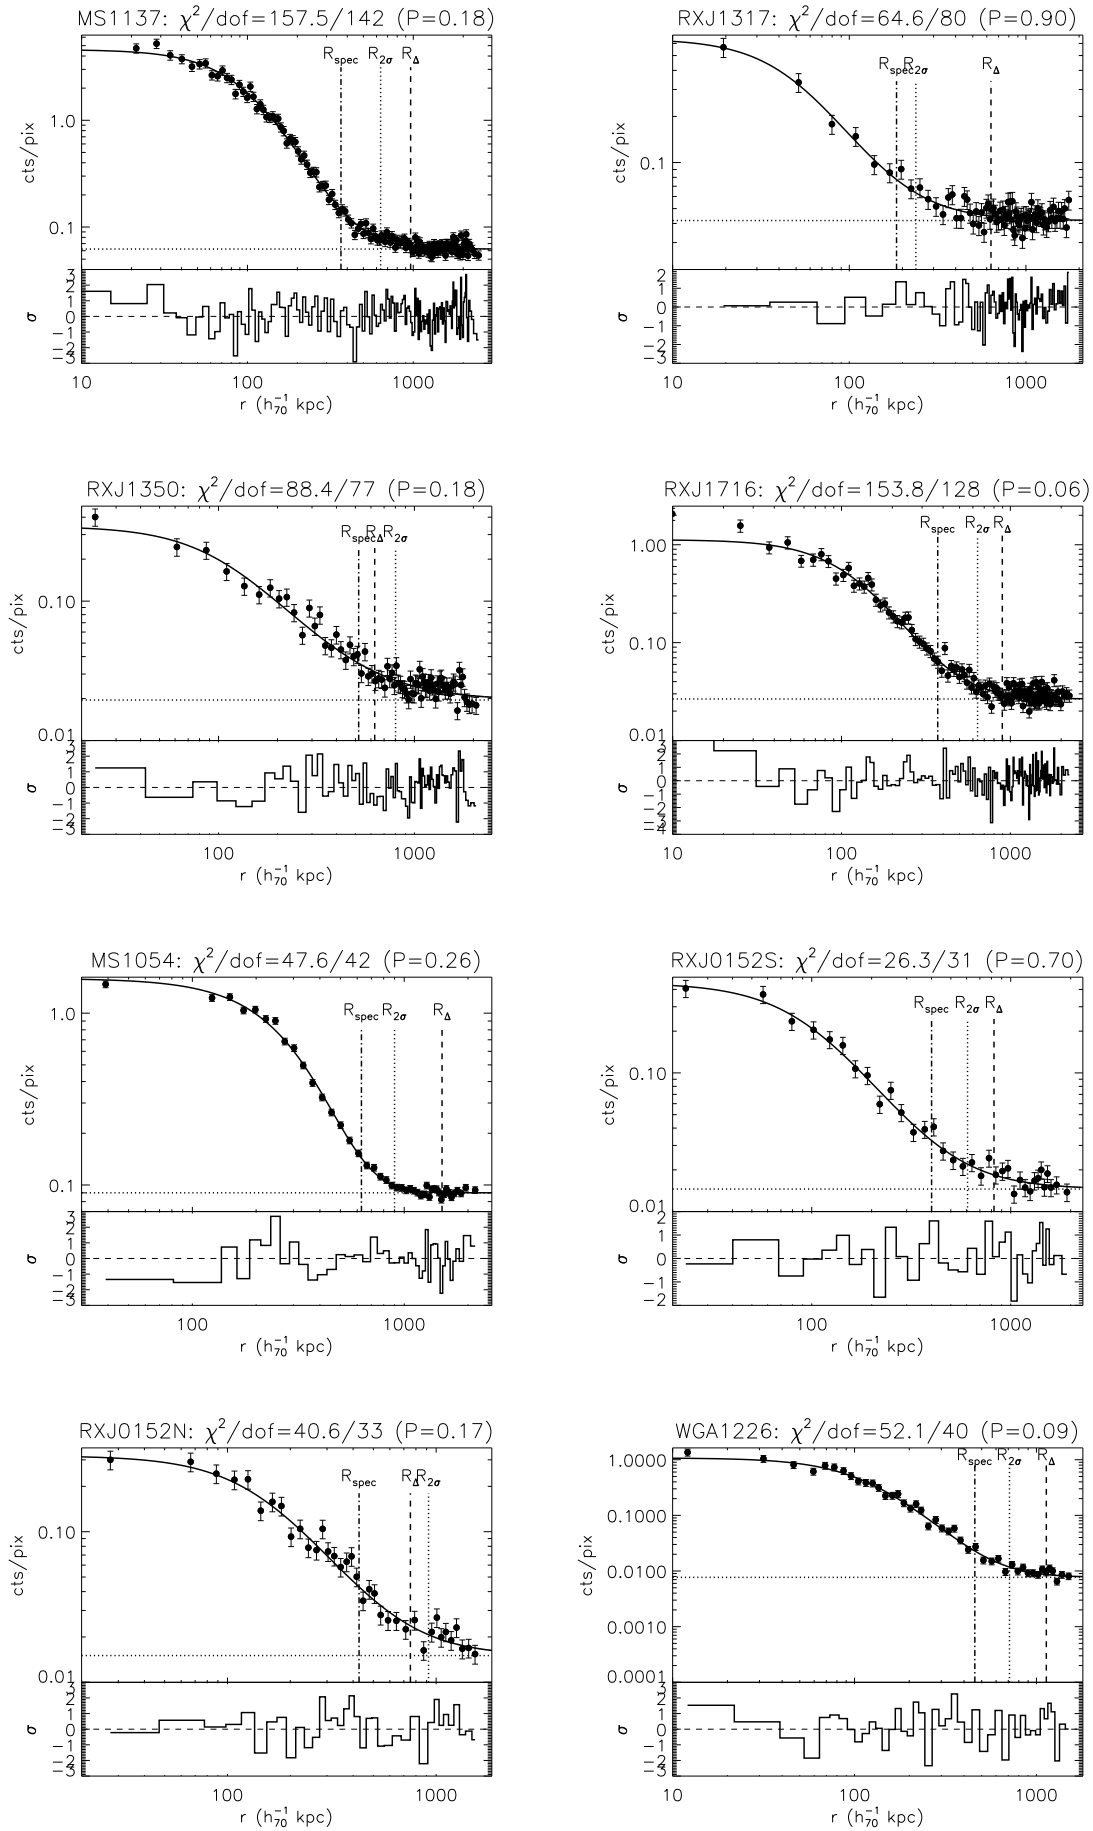 MS1137: χ²/dof=157.5/142 (P=0.18)
R_spec R_2σ R_Δ
cts/pix
1.0
0.1
σ
3
2
1
0
−1
−2
−3
10 100 1000
r (h_70^−1 kpc)
RXJ1317: χ²/dof=64.6/80 (P=0.90)
R_spec R_2σ R_Δ
cts/pix
0.1
σ
2
1
0
−1
−2
−3
10 100 1000
r (h_70^−1 kpc)
RXJ1350: χ²/dof=88.4/77 (P=0.18)
R_spec R_Δ R_2σ
cts/pix
0.10
0.01
σ
3
2
1
0
−1
−2
−3
100 1000
r (h_70^−1 kpc)
RXJ1716: χ²/dof=153.8/128 (P=0.06)
R_spec R_2σ R_Δ
cts/pix
1.00
0.10
0.01
σ
3
2
1
0
−1
−2
−3
−4
10 100 1000
r (h_70^−1 kpc)
MS1054: χ²/dof=47.6/42 (P=0.26)
R_spec R_2σ R_Δ
cts/pix
1.0
0.1
σ
3
2
1
0
−1
−2
−3
100 1000
r (h_70^−1 kpc)
RXJ0152S: χ²/dof=26.3/31 (P=0.70)
R_spec R_2σ R_Δ
cts/pix
0.10
0.01
σ
2
1
0
−1
−2
100 1000
r (h_70^−1 kpc)
RXJ0152N: χ²/dof=40.6/33 (P=0.17)
R_spec R_Δ R_2σ
cts/pix
0.10
0.01
σ
3
2
1
0
−1
−2
−3
100 1000
r (h_70^−1 kpc)
WGA1226: χ²/dof=52.1/40 (P=0.09)
R_spec R_2σ R_Δ
cts/pix
1.0000
0.1000
0.0100
0.0010
0.0001
σ
3
2
1
0
−1
−2
−3
10 100 1000
r (h_70^−1 kpc)